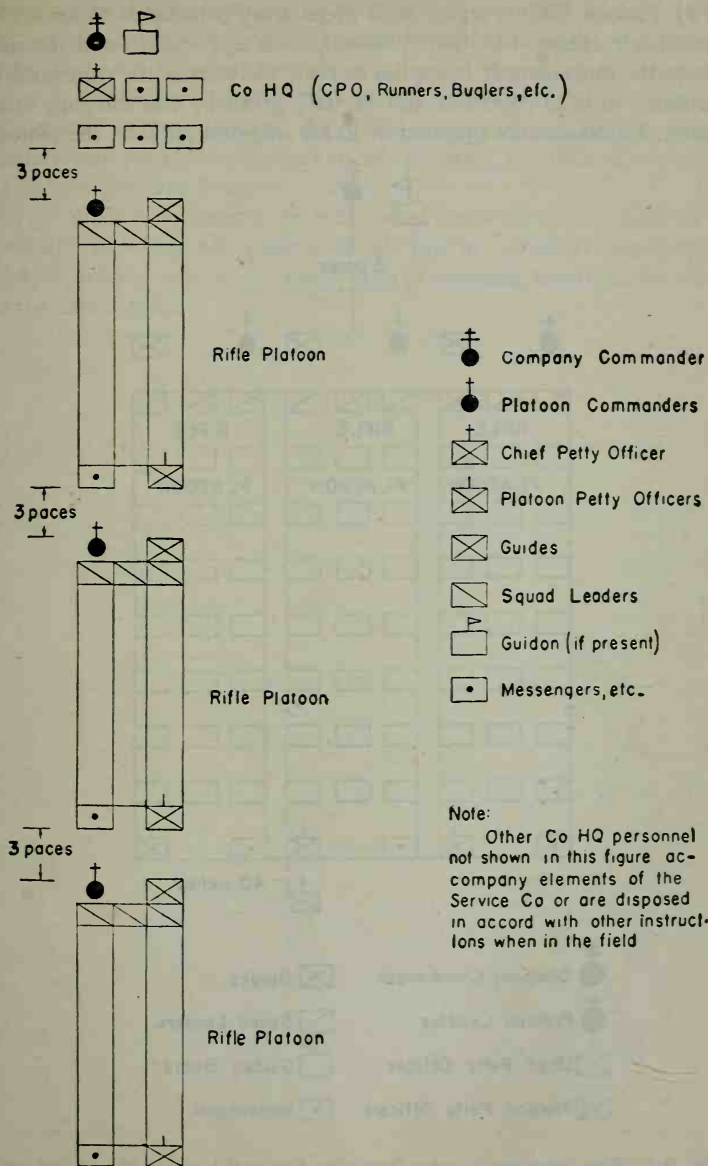 Co HQ (CPO, Runners, Buglers, etc.)
3 paces
Rifle Platoon
3 paces
Rifle Platoon
3 paces
Rifle Platoon
Company Commander
Platoon Commanders
Chief Petty Officer
Platoon Petty Officers
Guides
Squad Leaders
Guidon (if present)
Messengers, etc.
Note:
Other Co HQ personnel
not shown in this figure ac-
company elements of the
Service Co or are disposed
in accord with other instruct-
ions when in the field